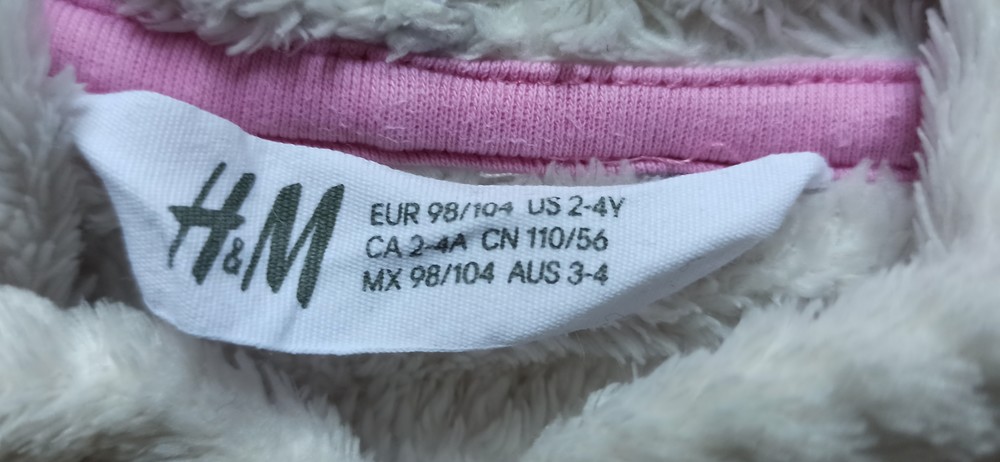 H&M
EUR 98/104 US 2-4Y
CA 2-4A CN 110/56
MX 98/104 AUS 3-4